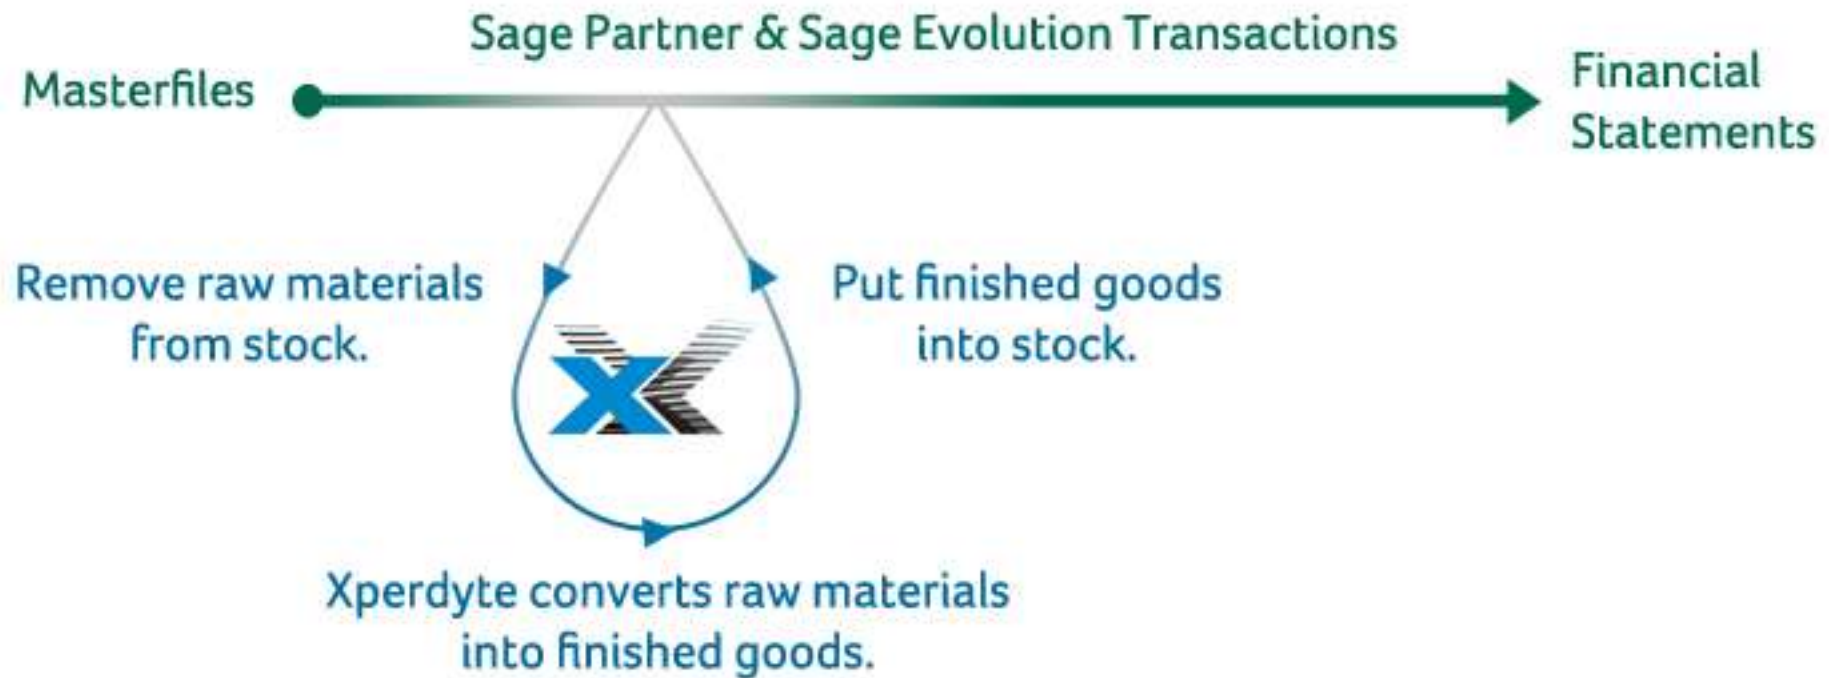 Sage Partner & Sage Evolution Transactions
Masterfiles
Financial
Statements
Remove raw materials
from stock.
Put finished goods
into stock.
Xperdyte converts raw materials
into finished goods.